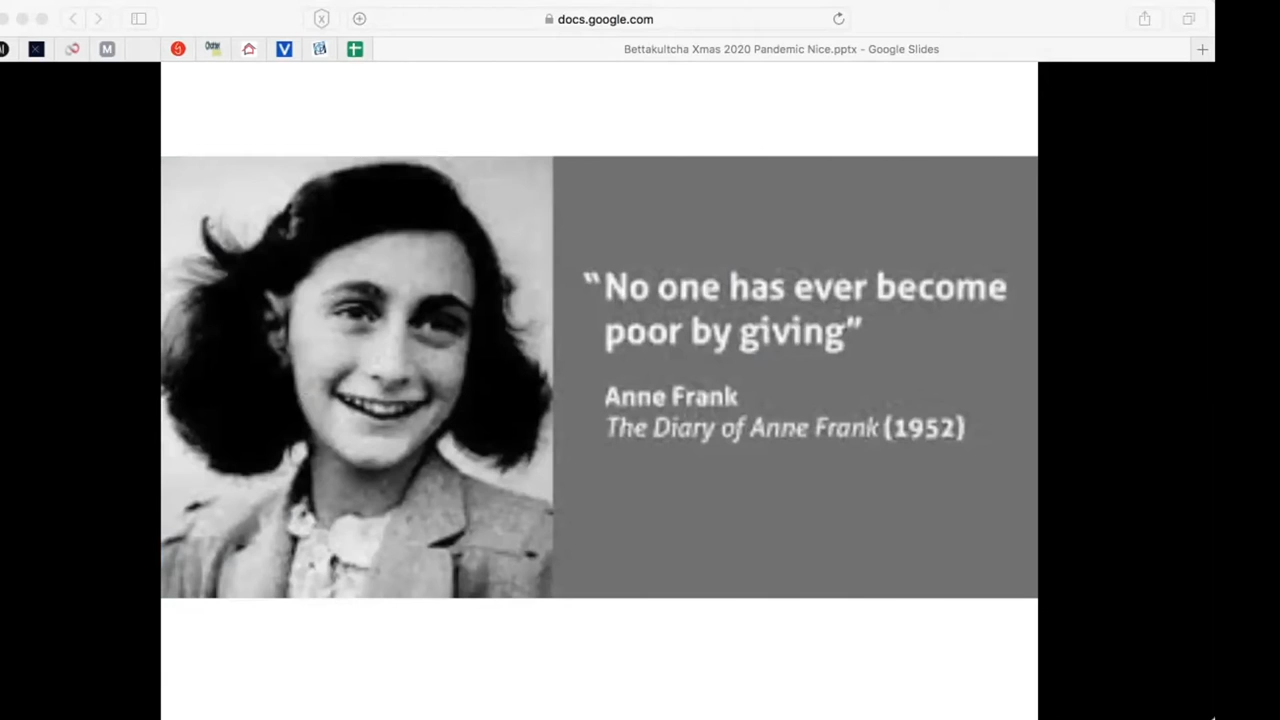 docs.google.com
Bettakultcha Xmas 2020 Pandemic Nice.pptx - Google Slides
“No one has ever become
poor by giving”
Anne Frank
The Diary of Anne Frank (1952)